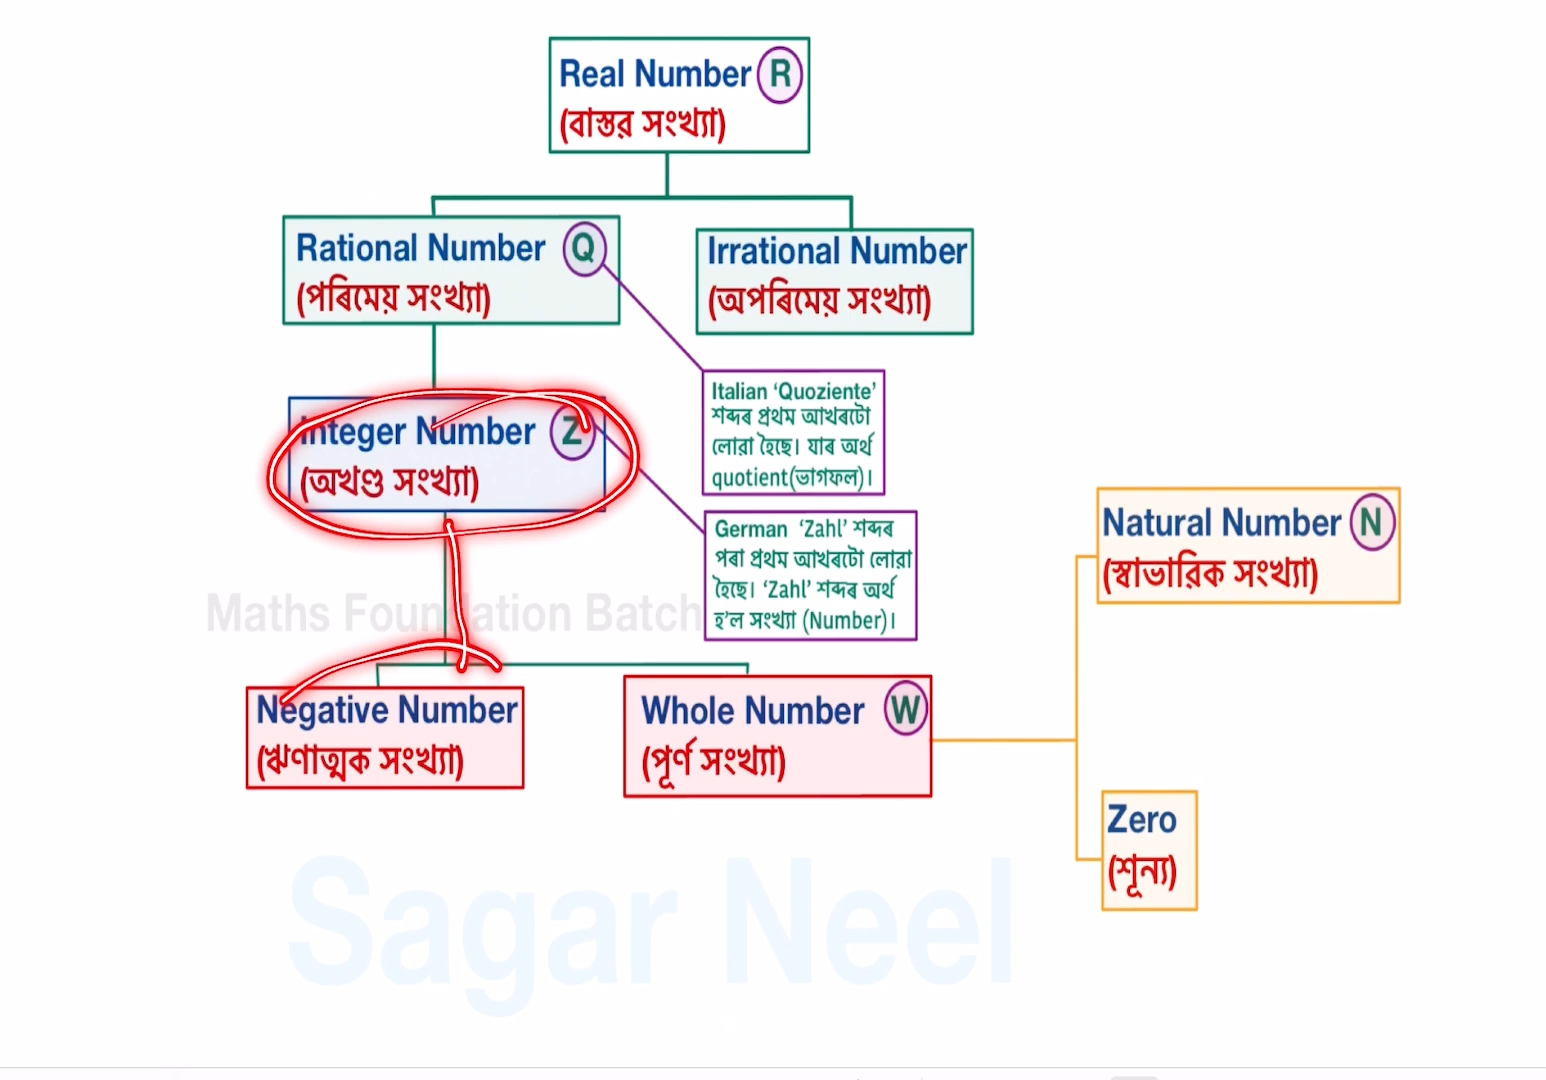 Real Number R
(বাস্তৱ সংখ্যা)
Rational Number Q
(পৰিমেয় সংখ্যা)
Irrational Number
(অপৰিমেয় সংখ্যা)
Integer Number Z
(অখণ্ড সংখ্যা)
Italian ‘Quoziente’
শব্দৰ প্ৰথম আখৰটো
লোৱা হৈছে। যাৰ অৰ্থ
quotient(ভাগফল)।
German ‘Zahl’ শব্দৰ
পৰা প্ৰথম আখৰটো লোৱা
হৈছে। ‘Zahl’ শব্দৰ অৰ্থ
হ’ল সংখ্যা (Number)।
Natural Number N
(স্বাভাৱিক সংখ্যা)
Maths Foundation Batch
Negative Number
(ঋণাত্মক সংখ্যা)
Whole Number W
(পূৰ্ণ সংখ্যা)
Zero
(শূন্য)
Sagar Neel